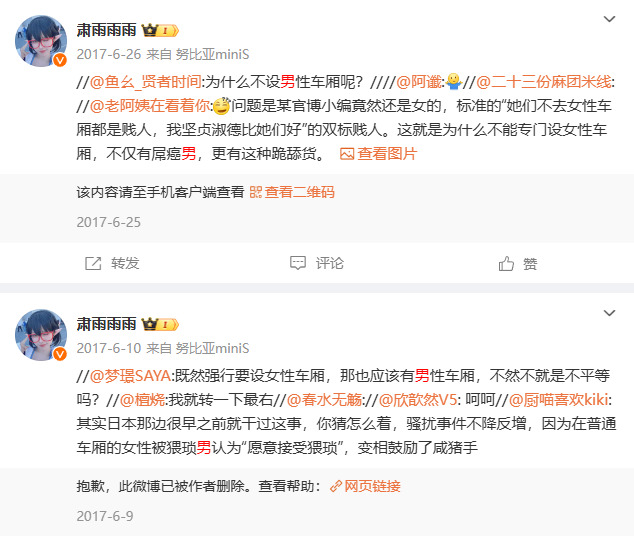 肃雨雨雨 1
2017-6-26 来自 努比亚miniS
//@鱼幺_贤者时间:为什么不设男性车厢呢？////@阿谶://@二十三份麻团米线:
//@老阿姨在看着你:问题是某官博小编竟然还是女的，标准的“她们不去女性车
厢都是贱人，我坚贞淑德比她们好”的双标贱人。这就是为什么不能专门设女性车
厢，不仅有屌癌男，更有这种跪舔货。 查看图片
该内容请至手机客户端查看 查看二维码
2017-6-25
转发 评论 赞
肃雨雨雨 1
2017-6-10 来自 努比亚miniS
//@梦璟SAYA:既然强行要设女性车厢，那也应该有男性车厢，不然不就是不平等
吗？//@檀烧:我就转一下最右//@春水无觞://@欣歆然V5: 呵呵//@厨喵喜欢kiki:
其实日本那边很早之前就干过这事，你猜怎么着，骚扰事件不降反增，因为在普通
车厢的女性被猥琐男认为“愿意接受猥琐”，变相鼓励了咸猪手
抱歉，此微博已被作者删除。查看帮助： 网页链接
2017-6-9